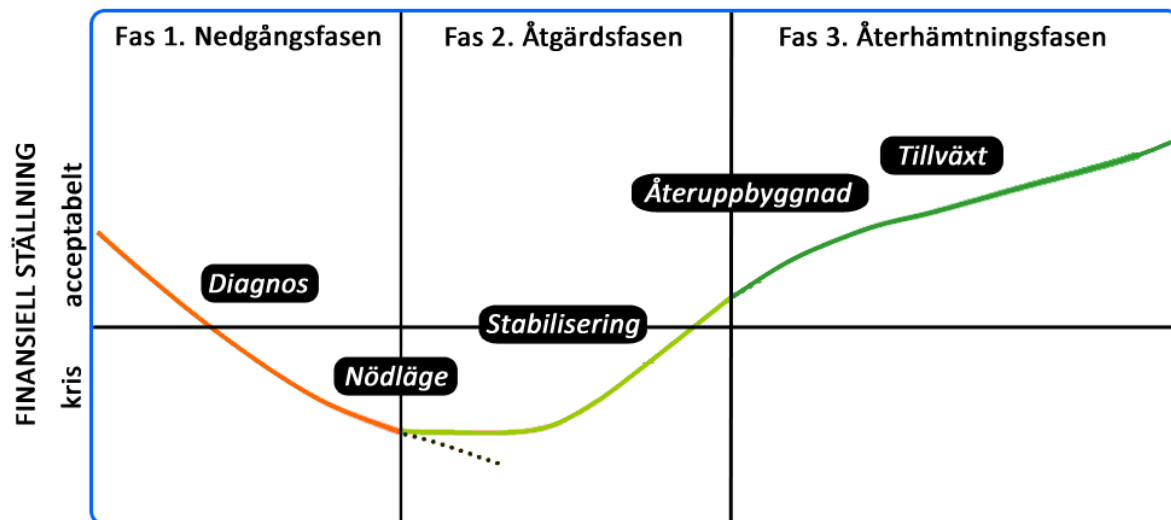 Fas 1. Nedgångsfasen
Fas 2. Åtgärdsfasen
Fas 3. Återhämtningsfasen
FINANSIELL STÄLLNING
acceptabelt
kris
Diagnos
Nödläge
Stabilisering
Återuppbyggnad
Tillväxt